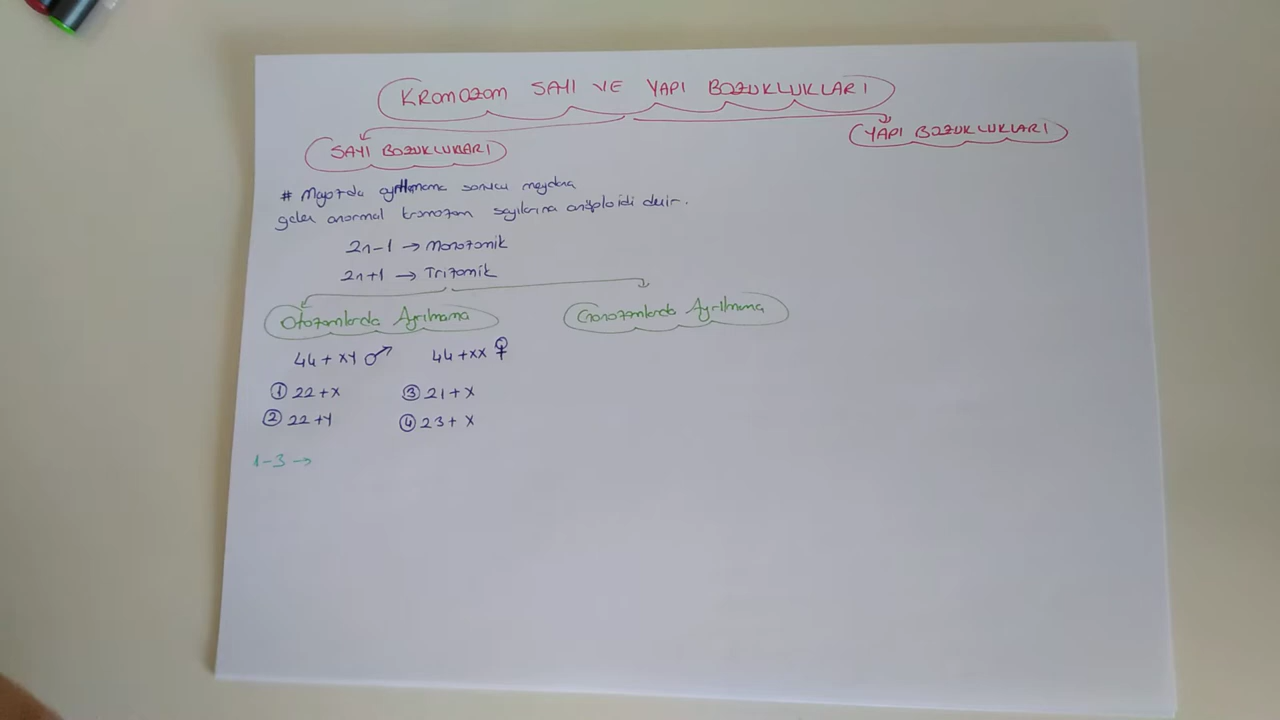 KROMOZOM SAYI VE YAPI BOZUKLUKLARI
SAYI BOZUKLUKLARI
YAPI BOZUKLUKLARI
# Mayozda ayrılmama sonucu meydana
gelen anormal kromozom sayılarına anöploidi denir.
2n-1 → Monozomik
2n+1 → Trizomik
Otozomlarda Ayrılmama
Gonozomlarda Ayrılmama
44+XY ♂ 44+XX ♀
① 22+X ③ 21+X
② 22+Y ④ 23+X
1-3 →